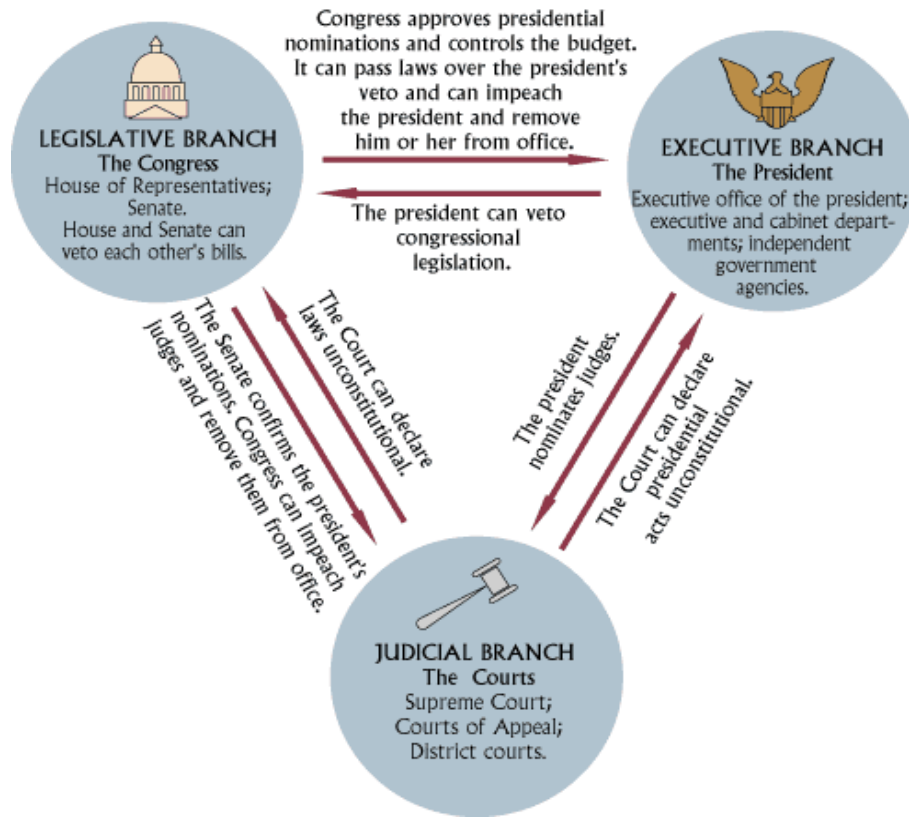 Congress approves presidential
nominations and controls the budget.
It can pass laws over the president's
veto and can impeach
the president and remove
him or her from office.
LEGISLATIVE BRANCH
The Congress
House of Representatives;
Senate.
House and Senate can
veto each other's bills.
EXECUTIVE BRANCH
The President
Executive office of the president;
executive and cabinet depart-
ments; independent
government
agencies.
The president can veto
congressional
legislation.
The Senate confirms the president's
nominations. Congress can impeach
judges and remove them from office.
The Court can declare
laws unconstitutional.
The president
nominates judges.
The Court can declare
presidential
acts unconstitutional.
JUDICIAL BRANCH
The Courts
Supreme Court;
Courts of Appeal;
District courts.